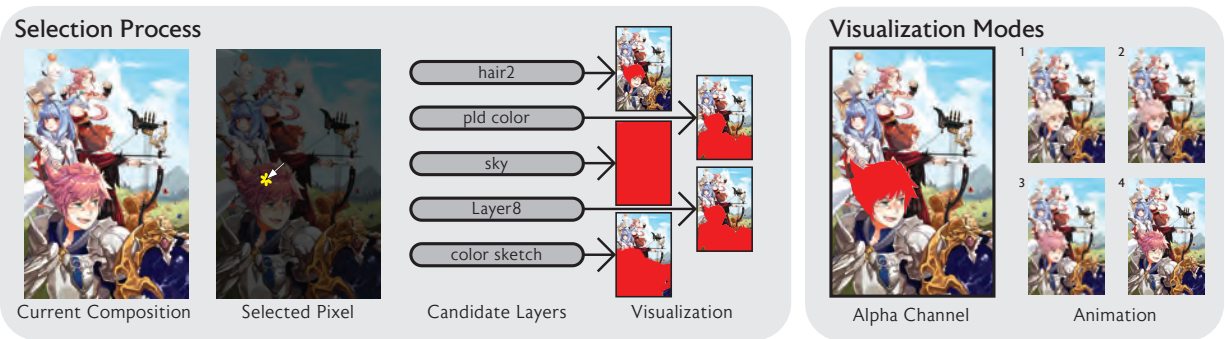 Selection Process
hair2
pld color
sky
Layer8
color sketch
Current Composition
Selected Pixel
Candidate Layers
Visualization
Visualization Modes
1
2
3
4
Alpha Channel
Animation